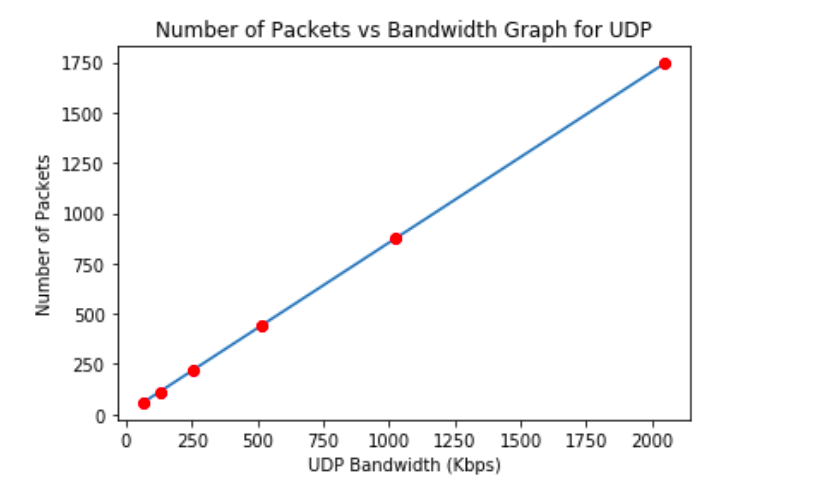 Number of Packets vs Bandwidth Graph for UDP
1750
1500
1250
1000
750
500
250
0
Number of Packets
0 250 500 750 1000 1250 1500 1750 2000
UDP Bandwidth (Kbps)